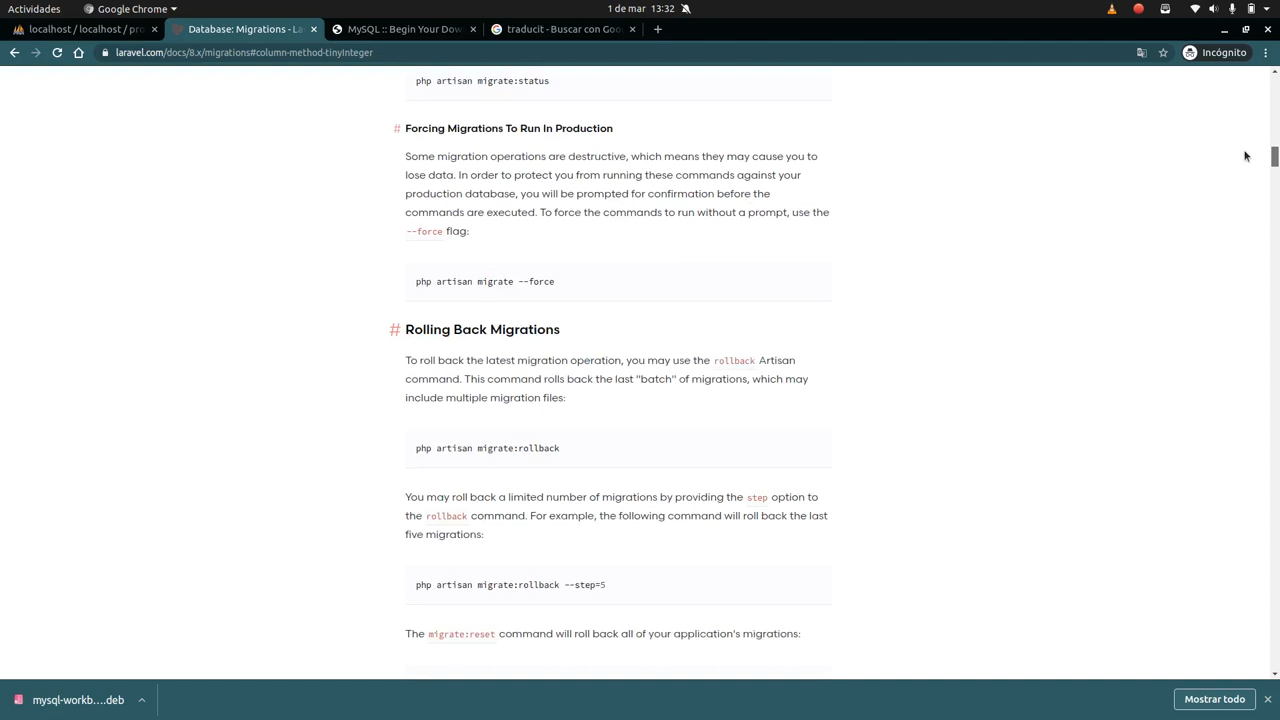 Actividades
Google Chrome
1 de mar 13:32
localhost / localhost / pro
Database: Migrations - La
MySQL :: Begin Your Dow
traducit - Buscar con Goo
laravel.com/docs/8.x/migrations#column-method-tinyInteger
Incógnito
php artisan migrate:status
# Forcing Migrations To Run In Production
Some migration operations are destructive, which means they may cause you to
lose data. In order to protect you from running these commands against your
production database, you will be prompted for confirmation before the
commands are executed. To force the commands to run without a prompt, use the
--force flag:
php artisan migrate --force
# Rolling Back Migrations
To roll back the latest migration operation, you may use the rollback Artisan
command. This command rolls back the last "batch" of migrations, which may
include multiple migration files:
php artisan migrate:rollback
You may roll back a limited number of migrations by providing the step option to
the rollback command. For example, the following command will roll back the last
five migrations:
php artisan migrate:rollback --step=5
The migrate:reset command will roll back all of your application's migrations:
mysql-workb....deb
Mostrar todo